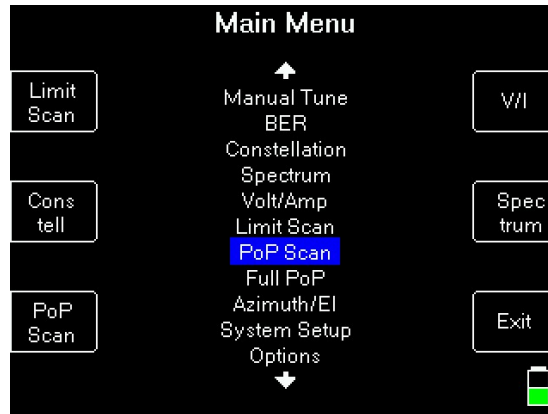 Main Menu
Limit
Scan
Cons
tell
PoP
Scan
Manual Tune
BER
Constellation
Spectrum
Volt/Amp
Limit Scan
PoP Scan
Full PoP
Azimuth/El
System Setup
Options
V/I
Spec
trum
Exit